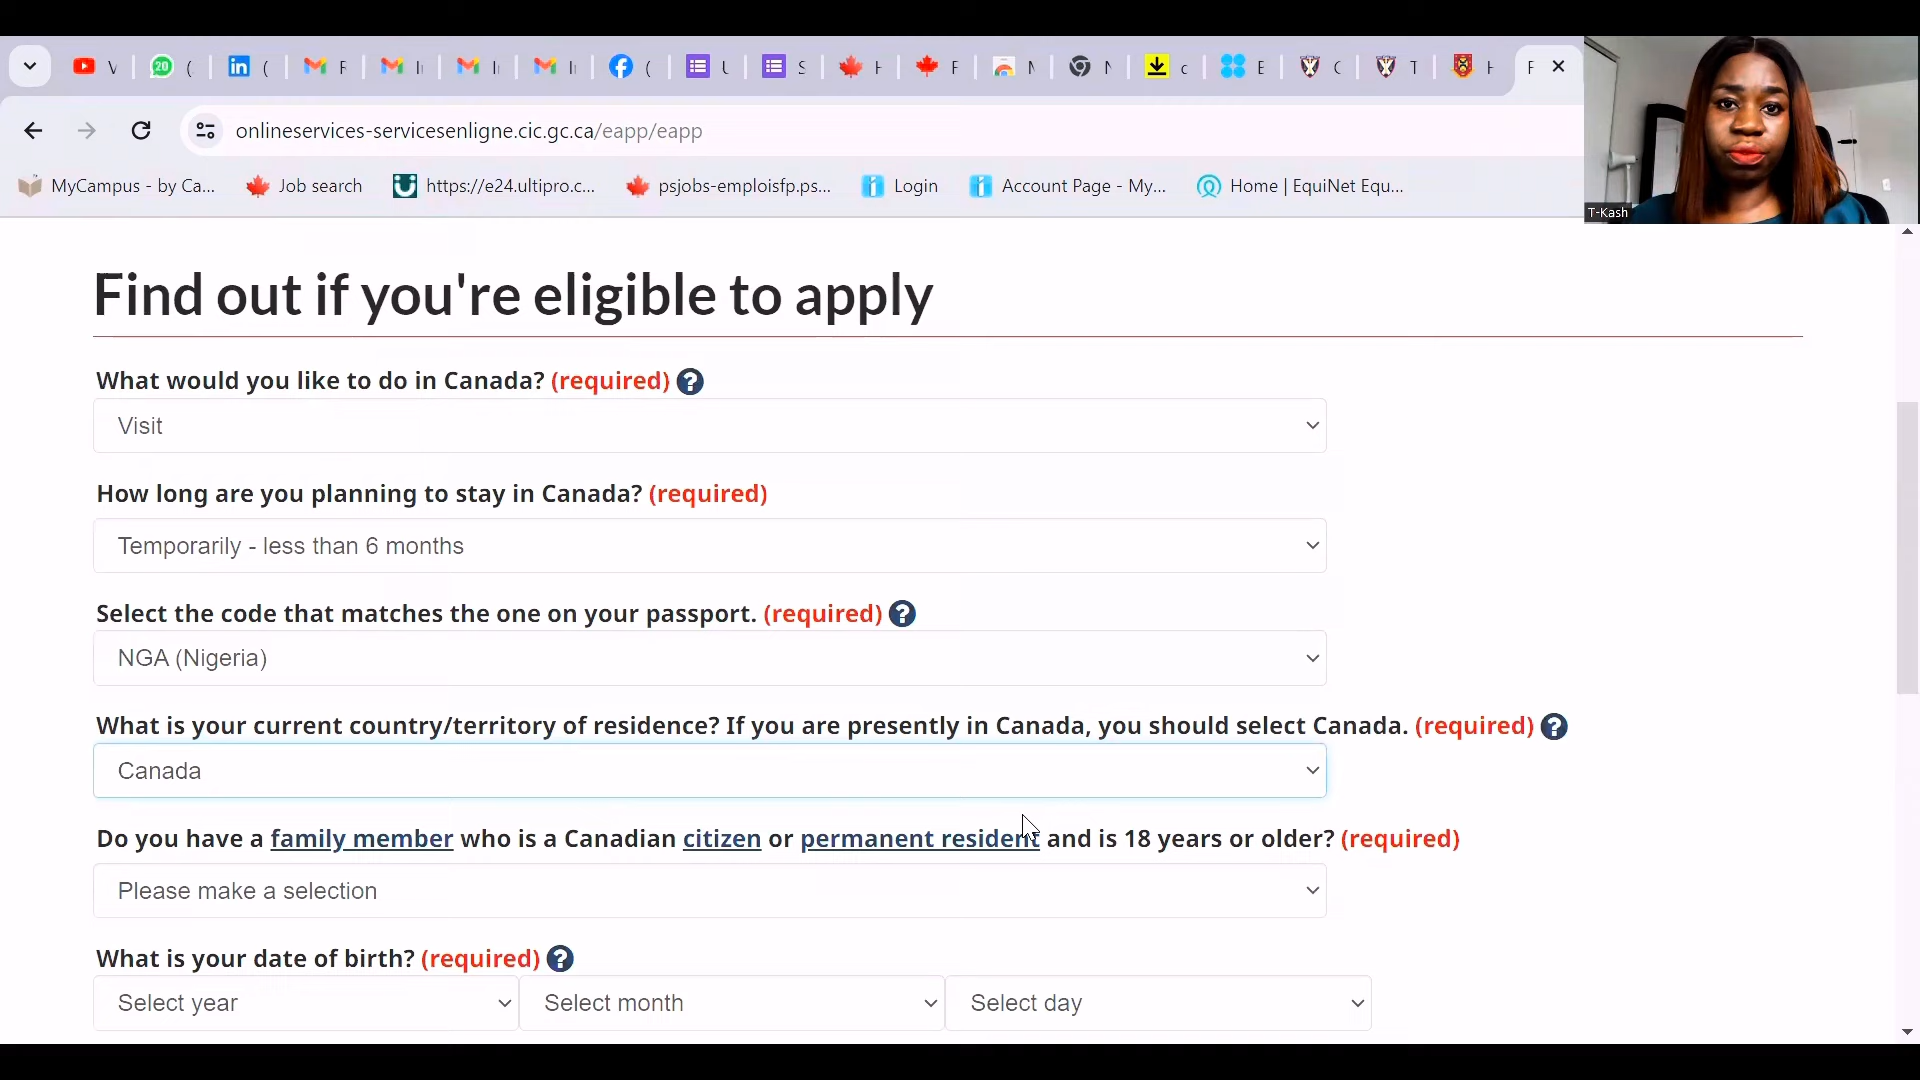 V
20
(
in (
F
I
I
I
(
U
S
H
F
M
N
c
E
C
T
H
F
onlineservices-servicesenligne.cic.gc.ca/eapp/eapp
MyCampus - by Ca...
Job search
https://e24.ultipro.c...
psjobs-emploisfp.ps...
Login
Account Page - My...
Home | EquiNet Equ...
T-Kash
Find out if you're eligible to apply
What would you like to do in Canada? (required) ?
Visit
How long are you planning to stay in Canada? (required)
Temporarily - less than 6 months
Select the code that matches the one on your passport. (required) ?
NGA (Nigeria)
What is your current country/territory of residence? If you are presently in Canada, you should select Canada. (required) ?
Canada
Do you have a family member who is a Canadian citizen or permanent resident and is 18 years or older? (required)
Please make a selection
What is your date of birth? (required) ?
Select year Select month Select day